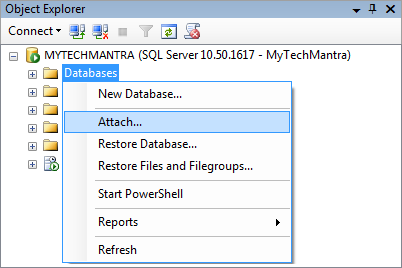 Object Explorer
Connect
MYTECHMANTRA (SQL Server 10.50.1617 - MyTechMantra)
Databases
New Database...
Attach...
Restore Database...
Restore Files and Filegroups...
Start PowerShell
Reports
Refresh